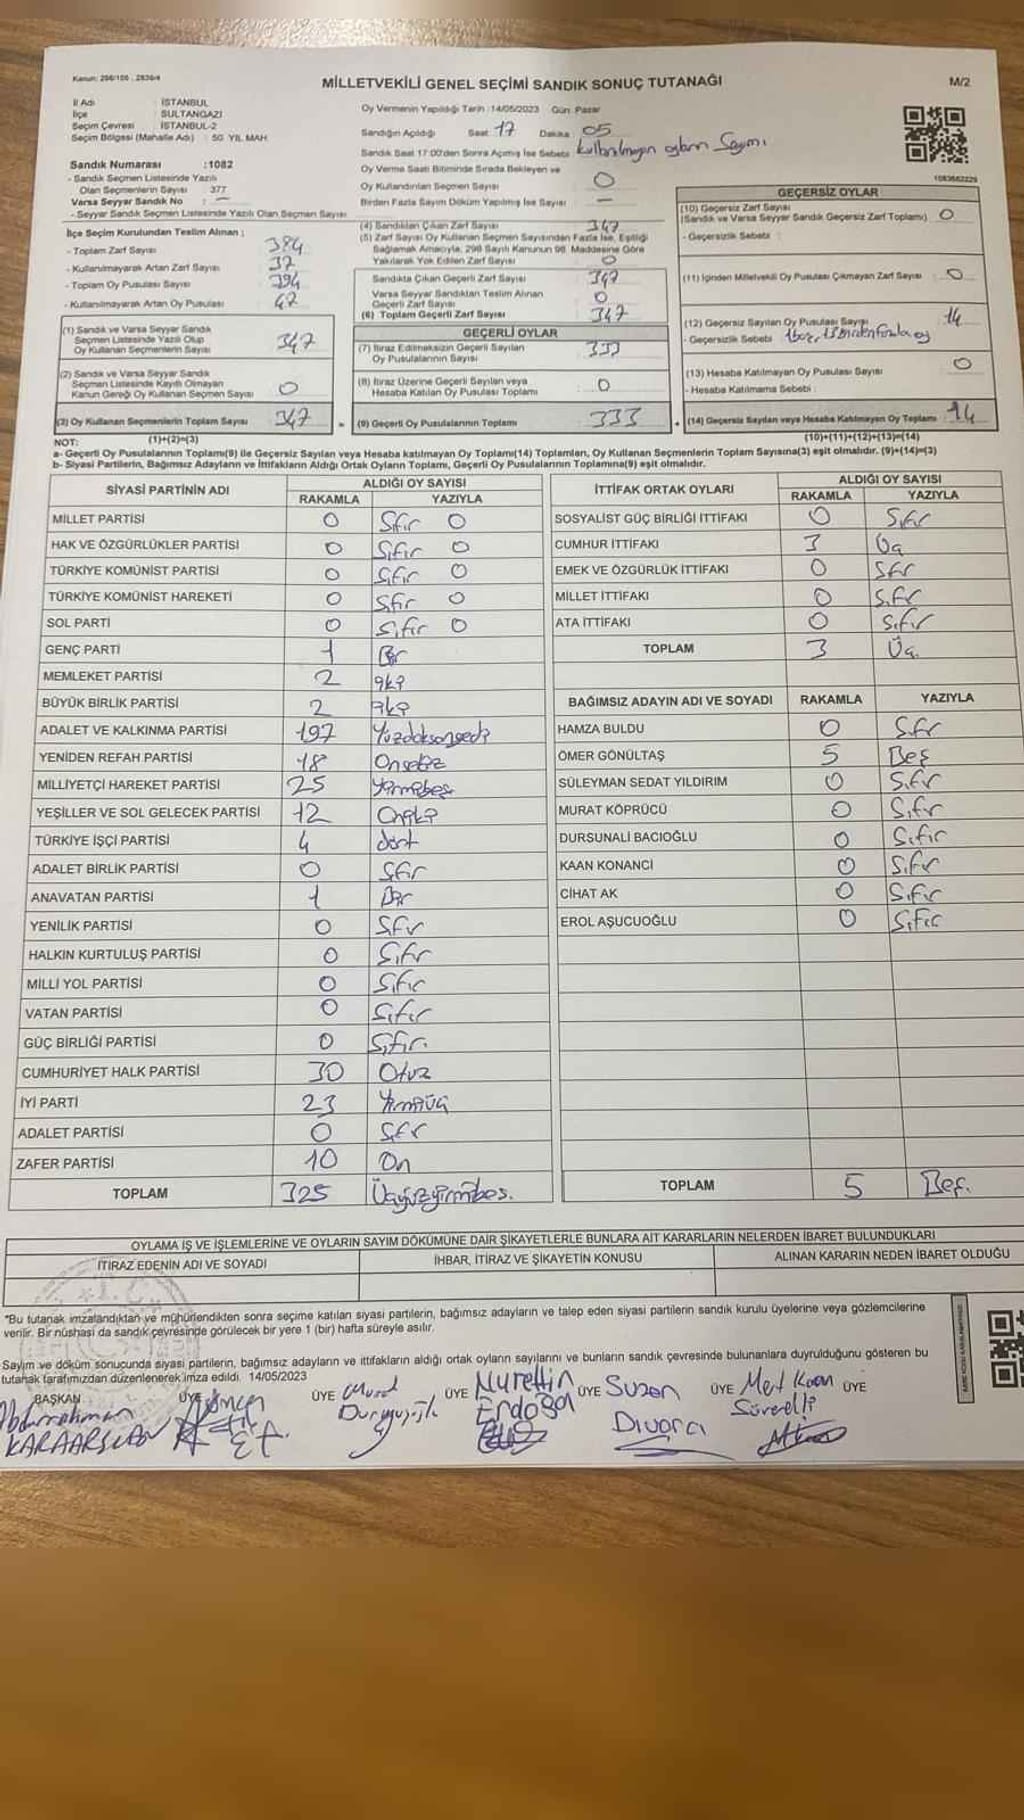 Kanun: 298/105 , 2839/4
MİLLETVEKİLİ GENEL SEÇİMİ SANDIK SONUÇ TUTANAĞI
M/2
İl Adı : İSTANBUL
İlçe : SULTANGAZİ
Seçim Çevresi : İSTANBUL-2
Seçim Bölgesi (Mahalle Adı) : 50. YIL MAH.
Oy Vermenin Yapıldığı Tarih :14/05/2023 Gün :Pazar
Sandığın Açıldığı Saat: 17 Dakika 05
Sandık Saat 17:00'den Sonra Açılmış İse Sebebi kullanılmayan oyların Sayımı
Oy Verme Saati Bitiminde Sırada Bekleyen ve
Oy Kullandırılan Seçmen Sayısı 0
Birden Fazla Sayım Döküm Yapılmış İse Sayısı —
1083662229
Sandık Numarası :1082
- Sandık Seçmen Listesinde Yazılı
Olan Seçmenlerin Sayısı 377
Varsa Seyyar Sandık No : —
- Seyyar Sandık Seçmen Listesinde Yazılı Olan Seçmen Sayısı
İlçe Seçim Kurulundan Teslim Alınan ;
- Toplam Zarf Sayısı 384
- Kullanılmayarak Artan Zarf Sayısı 37
- Toplam Oy Pusulası Sayısı 394
- Kullanılmayarak Artan Oy Pusulası 47
(1) Sandık ve Varsa Seyyar Sandık
Seçmen Listesinde Yazılı Olup
Oy Kullanan Seçmenlerin Sayısı 347
(2) Sandık ve Varsa Seyyar Sandık
Seçmen Listesinde Kayıtlı Olmayan
Kanun Gereği Oy Kullanan Seçmen Sayısı 0
(3) Oy Kullanan Seçmenlerin Toplam Sayısı 347
(1)+(2)=(3)
(4) Sandıktan Çıkan Zarf Sayısı 347
(5) Zarf Sayısı Oy Kullanan Seçmen Sayısından Fazla İse, Eşitliği
Sağlamak Amacıyla, 298 Sayılı Kanunun 98. Maddesine Göre
Yakılarak Yok Edilen Zarf Sayısı 0
Sandıkta Çıkan Geçerli Zarf Sayısı 347
Varsa Seyyar Sandıktan Teslim Alınan
Geçerli Zarf Sayısı 0
(6) Toplam Geçerli Zarf Sayısı 347
GEÇERLİ OYLAR
(7) İtiraz Edilmeksizin Geçerli Sayılan
Oy Pusulalarının Sayısı 333
(8) İtiraz Üzerine Geçerli Sayılan veya
Hesaba Katılan Oy Pusulası Toplamı 0
= (9) Geçerli Oy Pusulalarının Toplamı 333
GEÇERSİZ OYLAR
(10) Geçersiz Zarf Sayısı
(Sandık ve Varsa Seyyar Sandık Geçersiz Zarf Toplamı) 0
- Geçersizlik Sebebi :
(11) İçinden Milletvekili Oy Pusulası Çıkmayan Zarf Sayısı 0
(12) Geçersiz Sayılan Oy Pusulası Sayısı 14
- Geçersizlik Sebebi 1boş, 13Birden fazla oy
(13) Hesaba Katılmayan Oy Pusulası Sayısı 0
- Hesaba Katılmama Sebebi :
+ (14) Geçersiz Sayılan veya Hesaba Katılmayan Oy Toplamı 14
(10)+(11)+(12)+(13)=(14)
NOT:
a- Geçerli Oy Pusulalarının Toplamı(9) ile Geçersiz Sayılan veya Hesaba katılmayan Oy Toplamı(14) Toplamları, Oy Kullanan Seçmenlerin Toplam Sayısına(3) eşit olmalıdır. (9)+(14)=(3)
b- Siyasi Partilerin, Bağımsız Adayların ve İttifakların Aldığı Ortak Oyların Toplamı, Geçerli Oy Pusulalarının Toplamına(9) eşit olmalıdır.
SİYASİ PARTİNİN ADI ALDIĞI OY SAYISI
RAKAMLA YAZIYLA
MİLLET PARTİSİ 0 Sıfır 0
HAK VE ÖZGÜRLÜKLER PARTİSİ 0 Sıfır 0
TÜRKİYE KOMÜNİST PARTİSİ 0 Sıfır 0
TÜRKİYE KOMÜNİST HAREKETİ 0 Sıfır 0
SOL PARTİ 0 Sıfır 0
GENÇ PARTİ 1 Bir
MEMLEKET PARTİSİ 2 iki
BÜYÜK BİRLİK PARTİSİ 2 iki
ADALET VE KALKINMA PARTİSİ 197 Yüzdoksanyedi
YENİDEN REFAH PARTİSİ 18 Onsekiz
MİLLİYETÇİ HAREKET PARTİSİ 25 Yirmibeş
YEŞİLLER VE SOL GELECEK PARTİSİ 12 Oniki
TÜRKİYE İŞÇİ PARTİSİ 4 dört
ADALET BİRLİK PARTİSİ 0 Sıfır
ANAVATAN PARTİSİ 1 Bir
YENİLİK PARTİSİ 0 Sıfır
HALKIN KURTULUŞ PARTİSİ 0 Sıfır
MİLLİ YOL PARTİSİ 0 Sıfır
VATAN PARTİSİ 0 Sıfır
GÜÇ BİRLİĞİ PARTİSİ 0 Sıfır.
CUMHURİYET HALK PARTİSİ 30 Otuz
İYİ PARTİ 23 Yirmiüç
ADALET PARTİSİ 0 Sıfır
ZAFER PARTİSİ 10 On
TOPLAM 325 Üçyüzyirmibeş.
İTTİFAK ORTAK OYLARI ALDIĞI OY SAYISI
RAKAMLA YAZIYLA
SOSYALİST GÜÇ BİRLİĞİ İTTİFAKI 0 Sıfır
CUMHUR İTTİFAKI 3 Üç
EMEK VE ÖZGÜRLÜK İTTİFAKI 0 Sıfır
MİLLET İTTİFAKI 0 Sıfır
ATA İTTİFAKI 0 Sıfır
TOPLAM 3 Üç.
BAĞIMSIZ ADAYIN ADI VE SOYADI RAKAMLA YAZIYLA
HAMZA BULDU 0 Sıfır
ÖMER GÖNÜLTAŞ 5 Beş
SÜLEYMAN SEDAT YILDIRIM 0 Sıfır
MURAT KÖPRÜCÜ 0 Sıfır
DURSUNALİ BACIOĞLU 0 Sıfır
KAAN KONANCI 0 Sıfır
CİHAT AK 0 Sıfır
EROL AŞUCUOĞLU 0 Sıfır
TOPLAM 5 Beş.
OYLAMA İŞ VE İŞLEMLERİNE VE OYLARIN SAYIM DÖKÜMÜNE DAİR ŞİKAYETLERLE BUNLARA AİT KARARLARIN NELERDEN İBARET BULUNDUKLARI
İTİRAZ EDENİN ADI VE SOYADI İHBAR, İTİRAZ VE ŞİKAYETİN KONUSU ALINAN KARARIN NEDEN İBARET OLDUĞU
*Bu tutanak imzalandıktan ve mühürlendikten sonra seçime katılan siyasi partilerin, bağımsız adayların ve talep eden siyasi partilerin sandık kurulu üyelerine veya gözlemcilerine
verilir. Bir nüshası da sandık çevresinde görülecek bir yere 1 (bir) hafta süreyle asılır.
Sayım ve döküm sonucunda siyasi partilerin, bağımsız adayların ve ittifakların aldığı ortak oyların sayılarını ve bunların sandık çevresinde bulunanlara duyrulduğunu gösteren bu
tutanak tarafımızdan düzenlenerek imza edildi. 14/05/2023
BAŞKAN ÜYE ÜYE ÜYE ÜYE ÜYE ÜYE
Abdurrahman Murat Nurettin Suzan Mert Kaan
KARAARSLAN Erdoğa Divarcı